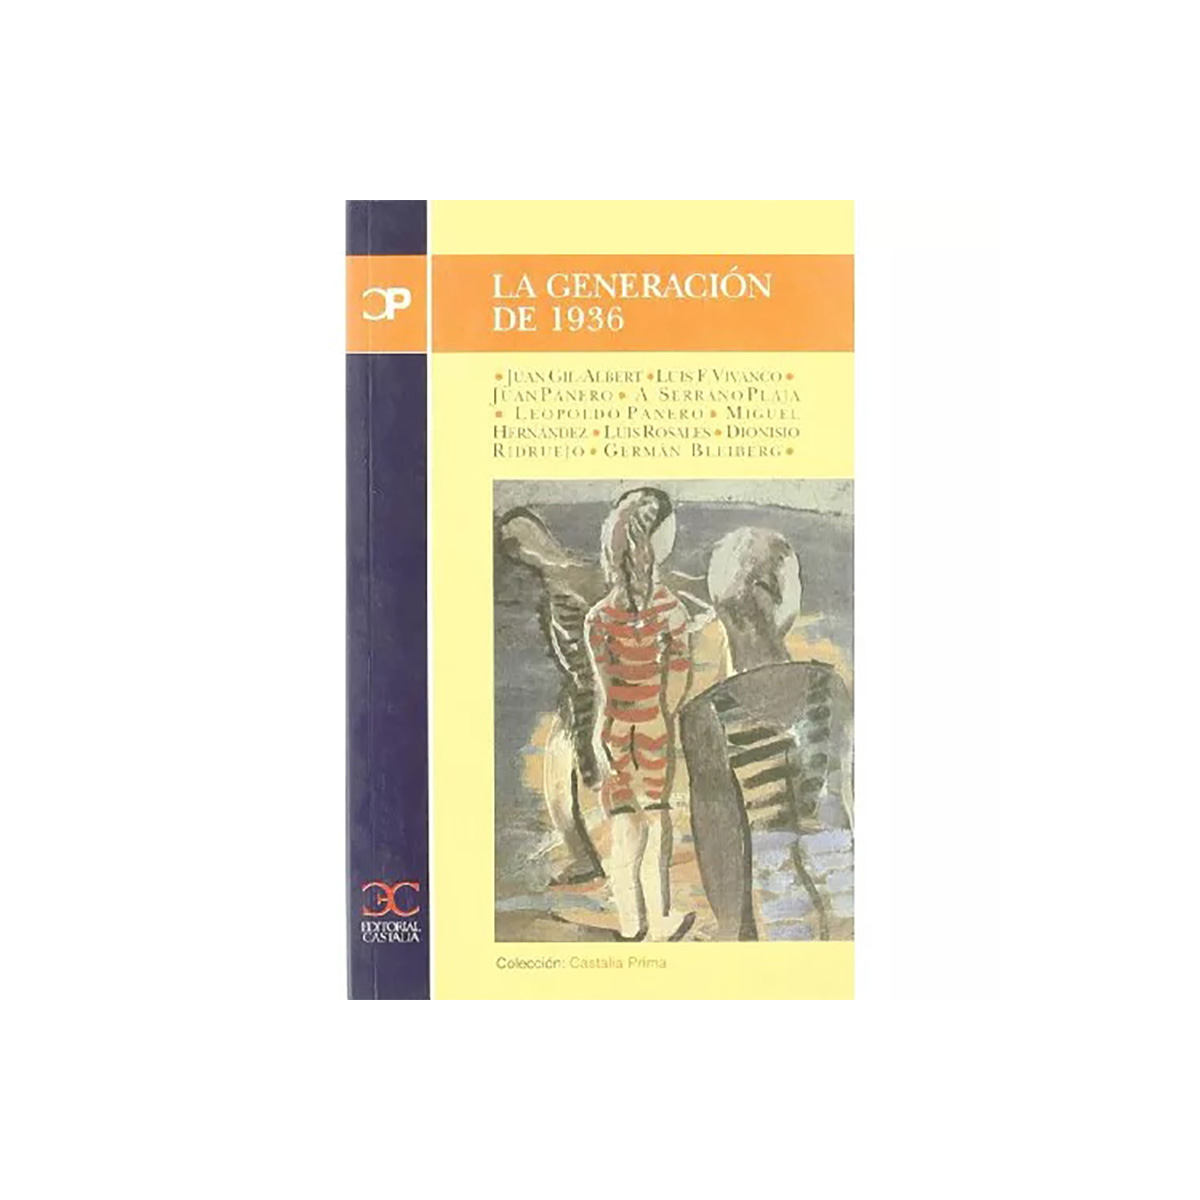 CP
LA GENERACIÓN
DE 1936
• JUAN GIL-ALBERT • LUIS F. VIVANCO •
JUAN PANERO • A SERRANO PLAJA
• LEOPOLDO PANERO • MIGUEL
HERNÁNDEZ • LUIS ROSALES • DIONISIO
RIDRUEJO • GERMÁN BLEIBERG •
EC
EDITORIAL
CASTALIA
Colección: Castalia Prima